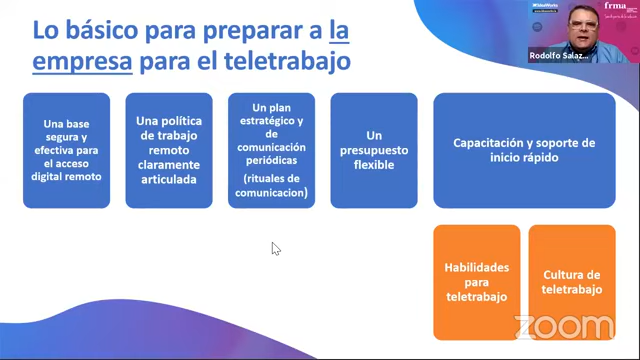 Lo básico para preparar a la
empresa para el teletrabajo
frma
Rodolfo Salaz...
Una base
segura y
efectiva para
el acceso
digital remoto
Una política
de trabajo
remoto
claramente
articulada
Un plan
estratégico y
de
comunicación
periódicas
(rituales de
comunicacion)
Un
presupuesto
flexible
Capacitación y soporte de
inicio rápido
Habilidades
para
teletrabajo
Cultura de
teletrabajo
zoom